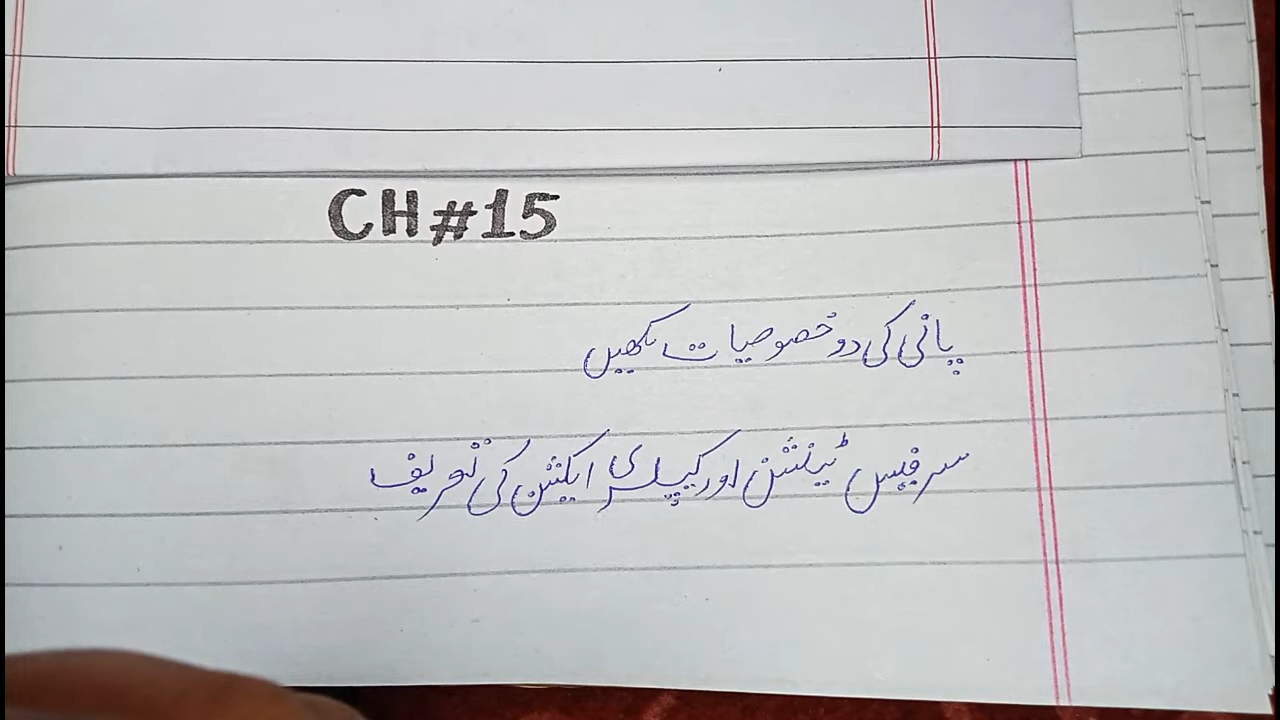 CH#15
پانی کی دو خصوصیات لکھیں
سرفیس ٹینشن اور کیپلری ایکشن کی تعریف